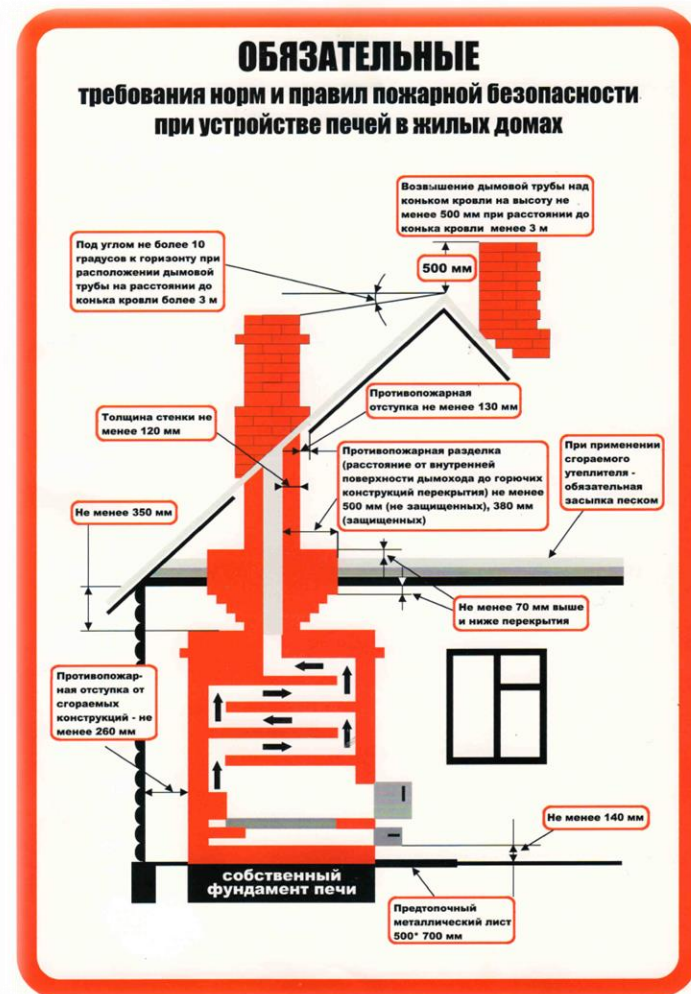 ОБЯЗАТЕЛЬНЫЕ
требования норм и правил пожарной безопасности
при устройстве печей в жилых домах
Возвышение дымовой трубы над
коньком кровли на высоту не
менее 500 мм при расстоянии до
конька кровли менее 3 м
Под углом не более 10
градусов к горизонту при
расположении дымовой
трубы на расстоянии до
конька кровли более 3 м
500 мм
Противопожарная
отступка не менее 130 мм
Толщина стенки не
менее 120 мм
Противопожарная разделка
(расстояние от внутренней
поверхности дымохода до горючих
конструкций перекрытия) не менее
500 мм (не защищенных), 380 мм
(защищенных)
При применении
сгораемого
утеплителя -
обязательная
засыпка песком
Не менее 350 мм
Не менее 70 мм выше
и ниже перекрытия
Противопожар-
ная отступка от
сгораемых
конструкций - не
менее 260 мм
Не менее 140 мм
собственный
фундамент печи
Предтопочный
металлический лист
500* 700 мм